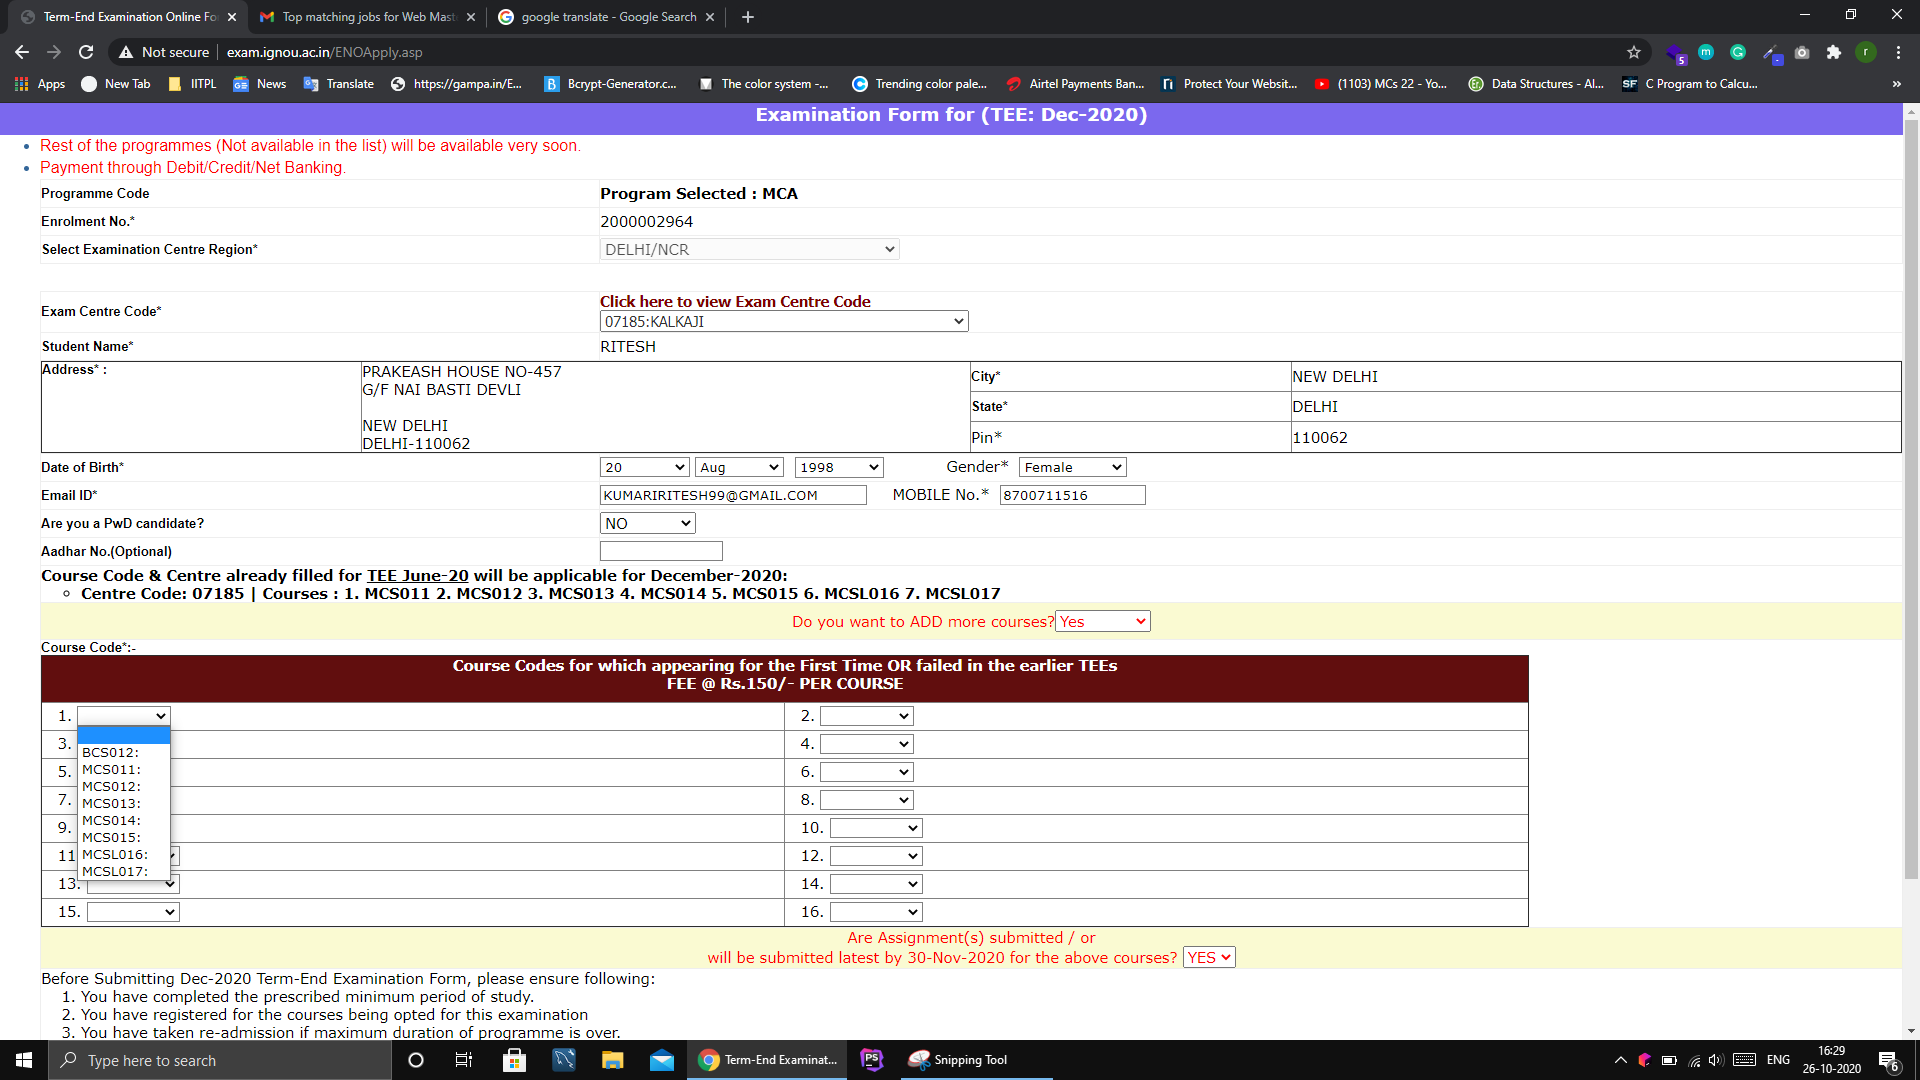 Term-End Examination Online Fo
Top matching jobs for Web Mast
google translate - Google Search
Not secure
exam.ignou.ac.in/ENOApply.asp
Apps
New Tab
IITPL
News
Translate
https://gampa.in/E...
Bcrypt-Generator.c...
The color system -...
Trending color pale...
Airtel Payments Ban...
Protect Your Website...
(1103) MCs 22 - Yo...
Data Structures - Al...
C Program to Calcu...
Examination Form for (TEE: Dec-2020)
Rest of the programmes (Not available in the list) will be available very soon.
Payment through Debit/Credit/Net Banking.
Programme Code Program Selected : MCA
Enrolment No.* 2000002964
Select Examination Centre Region* DELHI/NCR
Click here to view Exam Centre Code
Exam Centre Code* 07185:KALKAJI
Student Name* RITESH
Address* : PRAKEASH HOUSE NO-457
G/F NAI BASTI DEVLI
NEW DELHI
DELHI-110062
City* NEW DELHI
State* DELHI
Pin* 110062
Date of Birth* 20 Aug 1998 Gender* Female
Email ID* KUMARIRITESH99@GMAIL.COM MOBILE No.* 8700711516
Are you a PwD candidate? NO
Aadhar No.(Optional)
Course Code & Centre already filled for TEE June-20 will be applicable for December-2020:
Centre Code: 07185 | Courses : 1. MCS011 2. MCS012 3. MCS013 4. MCS014 5. MCS015 6. MCSL016 7. MCSL017
Do you want to ADD more courses? Yes
Course Code*:-
Course Codes for which appearing for the First Time OR failed in the earlier TEEs
FEE @ Rs.150/- PER COURSE
1. 2.
3. 4.
5. 6.
7. 8.
9. 10.
11 12.
13. 14.
15. 16.
BCS012:
MCS011:
MCS012:
MCS013:
MCS014:
MCS015:
MCSL016:
MCSL017:
Are Assignment(s) submitted / or
will be submitted latest by 30-Nov-2020 for the above courses? YES
Before Submitting Dec-2020 Term-End Examination Form, please ensure following:
1. You have completed the prescribed minimum period of study.
2. You have registered for the courses being opted for this examination
3. You have taken re-admission if maximum duration of programme is over.
Type here to search
Term-End Examinat...
Snipping Tool
ENG
16:29
26-10-2020
6